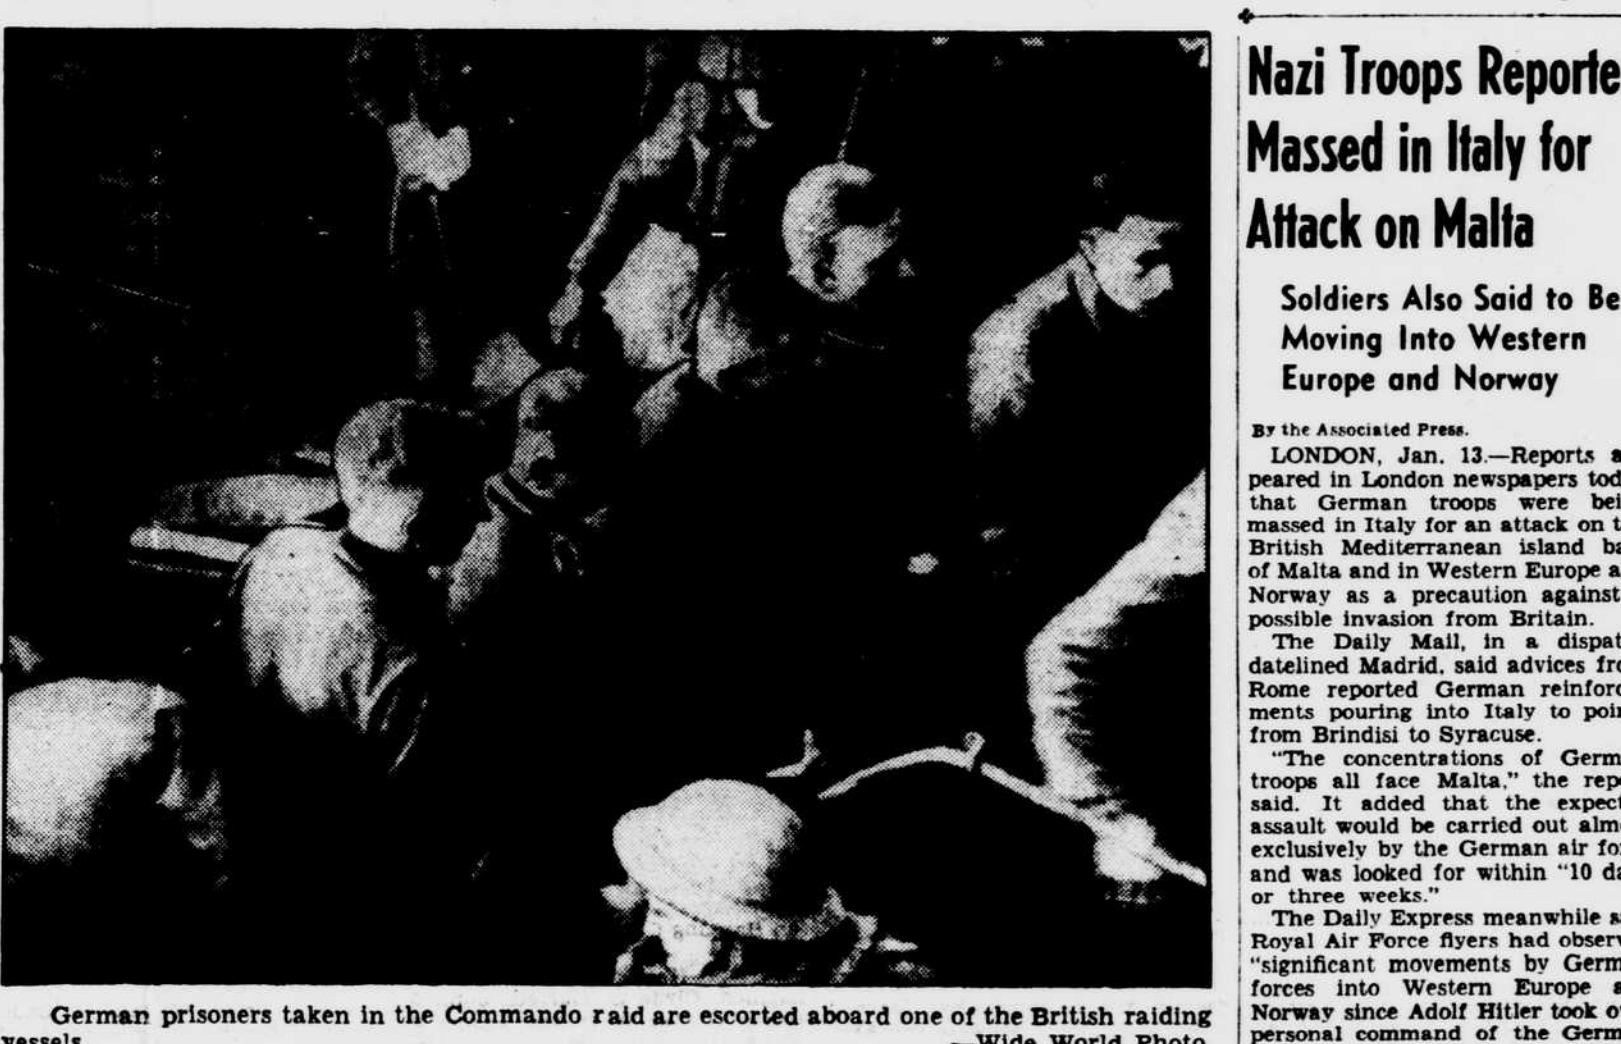 German prisoners taken in the Commando raid are escorted aboard one of the British raiding
vessels.
—Wide World Photo.
Nazi Troops Reporte
Massed in Italy for
Attack on Malta
Soldiers Also Said to Be
Moving Into Western
Europe and Norway
By the Associated Press.
LONDON, Jan. 13.—Reports a
peared in London newspapers tod
that German troops were bei
massed in Italy for an attack on t
British Mediterranean island ba
of Malta and in Western Europe a
Norway as a precaution against
possible invasion from Britain.
The Daily Mail, in a dispat
datelined Madrid, said advices fro
Rome reported German reinforc
ments pouring into Italy to poin
from Brindisi to Syracuse.
"The concentrations of Germ
troops all face Malta," the repo
said. It added that the expect
assault would be carried out alm
exclusively by the German air fo
and was looked for within "10 da
or three weeks."
The Daily Express meanwhile s
Royal Air Force flyers had observ
"significant movements by Germ
forces into Western Europe a
Norway since Adolf Hitler took o
personal command of the Germ